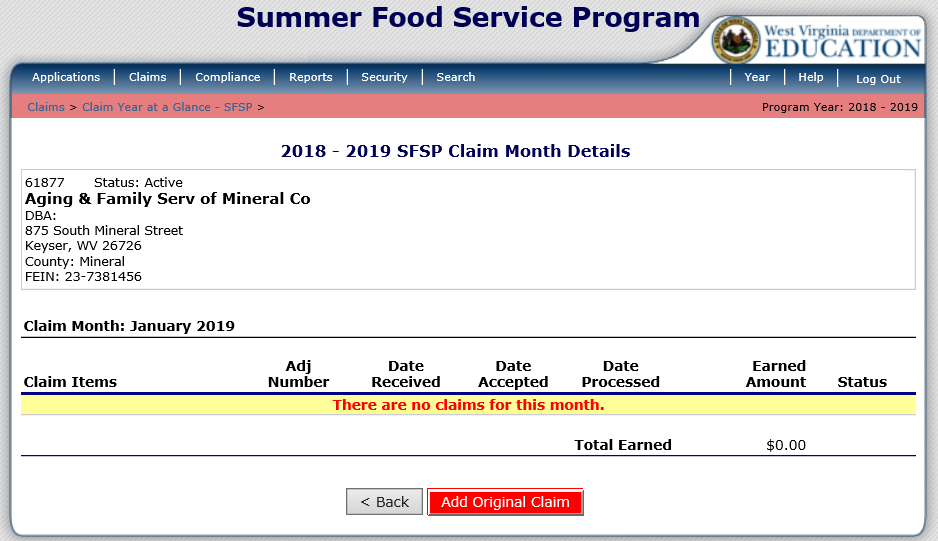 Summer Food Service Program
West Virginia DEPARTMENT OF
EDUCATION
Applications Claims Compliance Reports Security Search Year Help Log Out
Claims > Claim Year at a Glance - SFSP > Program Year: 2018 - 2019
2018 - 2019 SFSP Claim Month Details
61877 Status: Active
Aging & Family Serv of Mineral Co
DBA:
875 South Mineral Street
Keyser, WV 26726
County: Mineral
FEIN: 23-7381456
Claim Month: January 2019
Adj Date Date Date Earned
Claim Items Number Received Accepted Processed Amount Status
There are no claims for this month.
Total Earned $0.00
< Back Add Original Claim